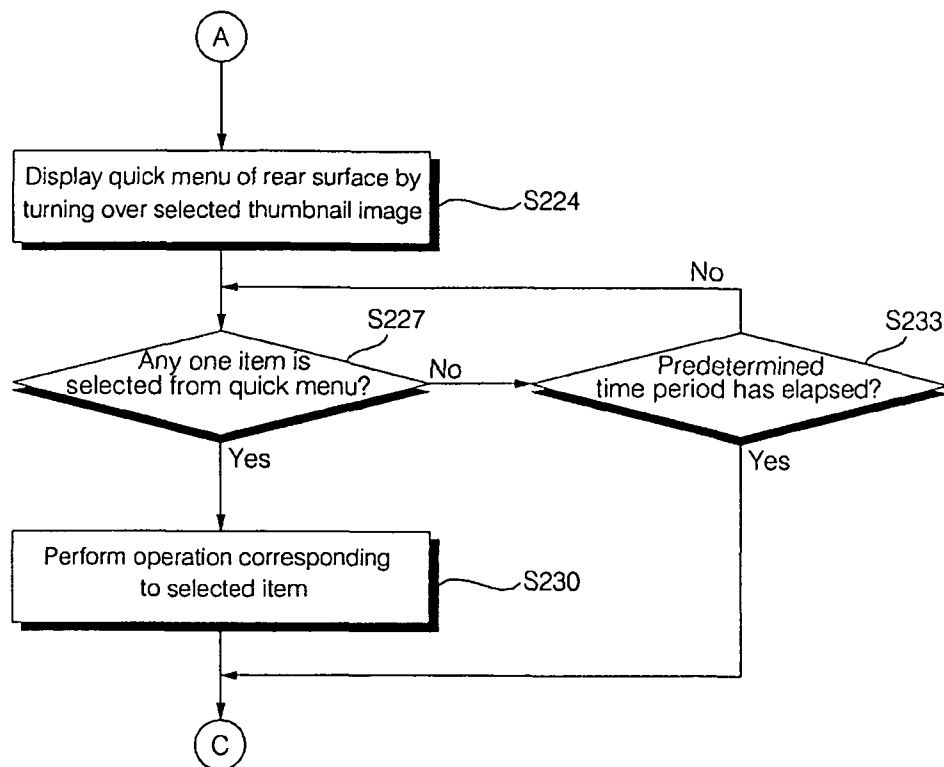 A
Display quick menu of rear surface by
turning over selected thumbnail image
S224
No
S227
S233
Any one item is
selected from quick menu?
No
Predetermined
time period has elapsed?
Yes
Yes
Perform operation corresponding
to selected item
S230
C